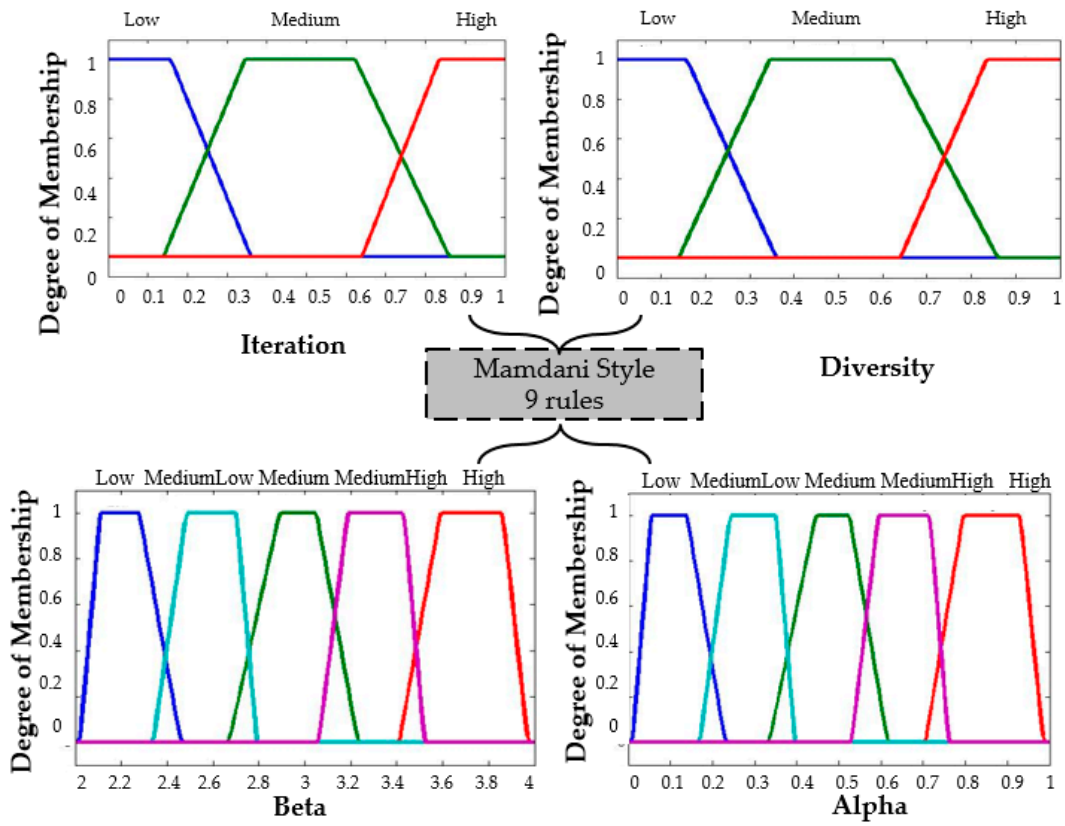 Low Medium High
Degree of Membership
1
0.8
0.6
0.4
0.2
0
0 0.1 0.2 0.3 0.4 0.5 0.6 0.7 0.8 0.9 1
Iteration
Low Medium High
Degree of Membership
1
0.8
0.6
0.4
0.2
0
0 0.1 0.2 0.3 0.4 0.5 0.6 0.7 0.8 0.9 1
Diversity
Mamdani Style
9 rules
Low MediumLow Medium MediumHigh High
Degree of Membership
1
0.8
0.6
0.4
0.2
0
2 2.2 2.4 2.6 2.8 3 3.2 3.4 3.6 3.8 4
Beta
Low MediumLow Medium MediumHigh High
Degree of Membership
1
0.8
0.6
0.4
0.2
0
0 0.1 0.2 0.3 0.4 0.5 0.6 0.7 0.8 0.9 1
Alpha